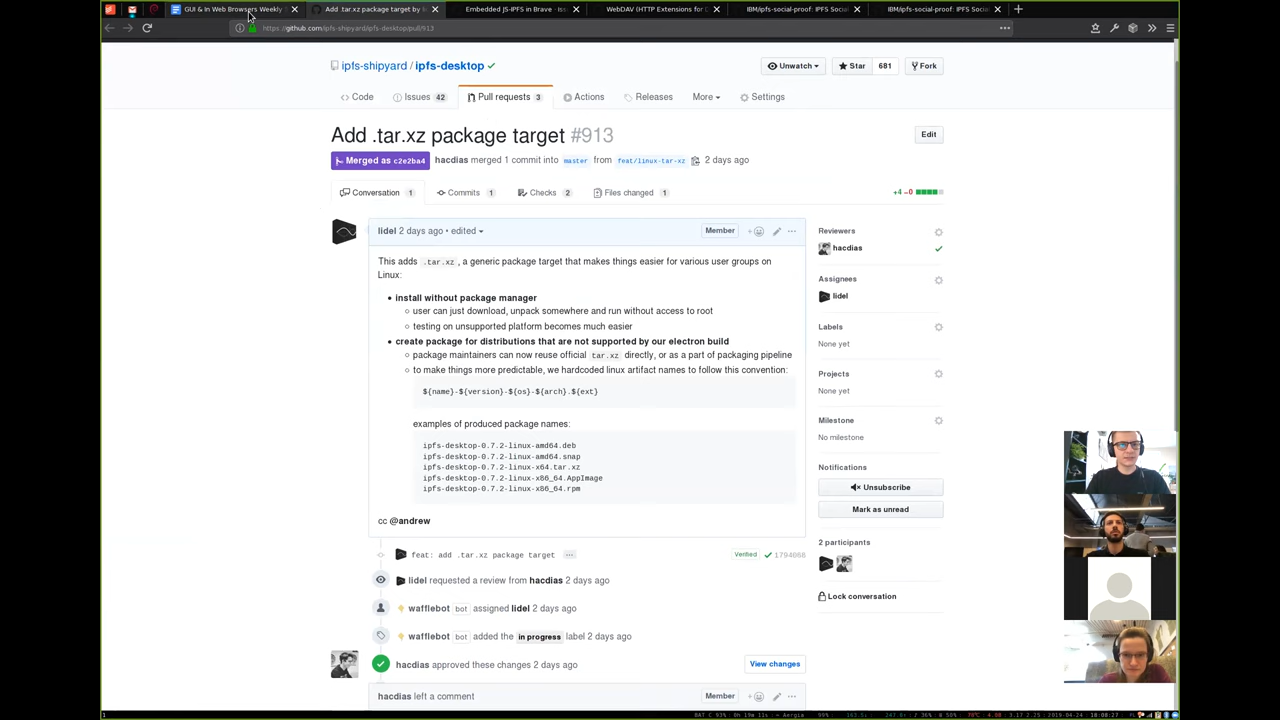 GUI & In Web Browsers Weekly
Add .tar.xz package target by l
Embedded JS-IPFS in Brave · Iss
WebDAV (HTTP Extensions for D
IBM/ipfs-social-proof: IPFS Soci
IBM/ipfs-social-proof: IPFS Soci
https://github.com/ipfs-shipyard/ipfs-desktop/pull/913
ipfs-shipyard / ipfs-desktop
Unwatch
Star
681
Fork
Code
Issues 42
Pull requests 3
Actions
Releases
More
Settings
Add .tar.xz package target #913
Edit
Merged as c2e2ba4
hacdias merged 1 commit into master from feat/linux-tar-xz 2 days ago
Conversation 1
Commits 1
Checks 2
Files changed 1
+4 −0
lidel 2 days ago • edited
Member
This adds .tar.xz, a generic package target that makes things easier for various user groups on
Linux:
install without package manager
user can just download, unpack somewhere and run without access to root
testing on unsupported platform becomes much easier
create package for distributions that are not supported by our electron build
package maintainers can now reuse official tar.xz directly, or as a part of packaging pipeline
to make things more predictable, we hardcoded linux artifact names to follow this convention:
${name}-${version}-${os}-${arch}.${ext}
examples of produced package names:
ipfs-desktop-0.7.2-linux-amd64.deb
ipfs-desktop-0.7.2-linux-amd64.snap
ipfs-desktop-0.7.2-linux-x64.tar.xz
ipfs-desktop-0.7.2-linux-x86_64.AppImage
ipfs-desktop-0.7.2-linux-x86_64.rpm
cc @andrew
feat: add .tar.xz package target
Verified
lidel requested a review from hacdias 2 days ago
wafflebot bot assigned lidel 2 days ago
wafflebot bot added the in progress label 2 days ago
hacdias approved these changes 2 days ago
View changes
hacdias left a comment
Member
Reviewers
hacdias
Assignees
lidel
Labels
None yet
Projects
None yet
Milestone
No milestone
Notifications
Unsubscribe
Mark as unread
2 participants
Lock conversation
2019-04-24